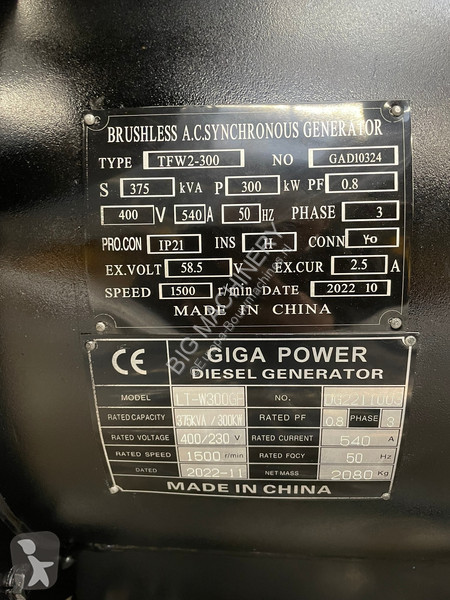 BRUSHLESS A.C.SYNCHRONOUS GENERATOR
TYPE TFW2-300 NO GAD10324
S 375 kVA P 300 kW PF 0.8
400 V 540 A 50 HZ PHASE 3
PRO.CON IP21 INS H CONN Yo
EX.VOLT 58.5 V EX.CUR 2.5 A
SPEED 1500 r/min DATE 2022 10
MADE IN CHINA
BIG MACHINERY
CE GIGA POWER
DIESEL GENERATOR
MODEL LT-W300GF NO.
RATED CAPACITY 375KVA/300KW RATED PF 0.8 PHASE 3
RATED VOLTAGE 400/230 V RATED CURRENT 540 A
RATED SPEED 1500 r/min RATED FOCY 50 Hz
DATED 2022-11 NET MASS 2080 Kg
MADE IN CHINA